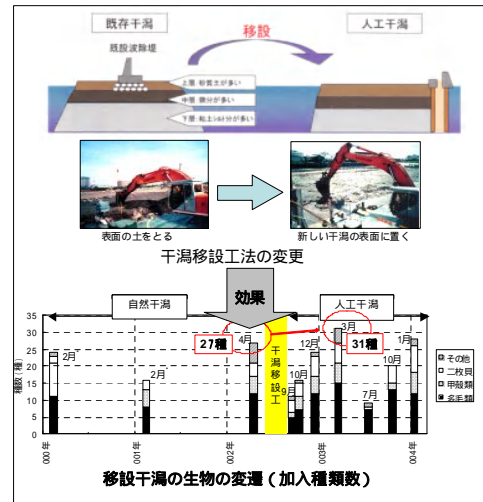 既存干潟
人工干潟
移設
既設波除堤
上層:砂質土が多い
中層:礫分が多い
下層:粘土シルト分が多い
表面の土をとる
新しい干潟の表面に置く
干潟移設工法の変更
自然干潟
効果
人工干潟
35
30
25
20
15
10
5
0
種数(種)
2月
2月
4月
27種
干潟移設工
9月
10月
12月
3月
31種
7月
10月
1月
その他
二枚貝
甲殻類
多毛類
000年
001年
002年
003年
004年
移設干潟の生物の変遷(加入種類数)